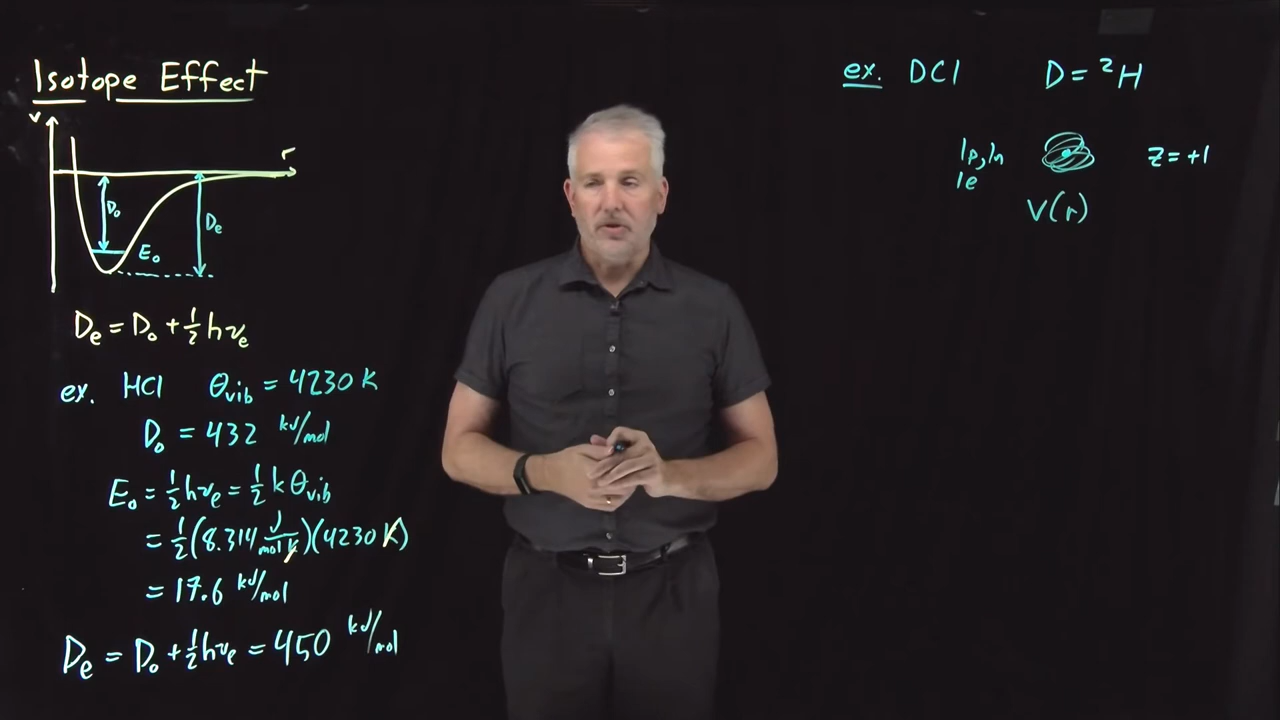 Isotope Effect
V
r
D₀
Dₑ
E₀
Dₑ = D₀ + ½hνₑ
ex. HCl θvib = 4230 K
D₀ = 432 kJ/mol
E₀ = ½hνₑ = ½kθvib
= ½(8.314 J/mol K)(4230 K)
= 17.6 kJ/mol
Dₑ = D₀ + ½hνₑ = 450 kJ/mol
ex. DCl D = ²H
1p, 1n z = +1
1e
V(r)